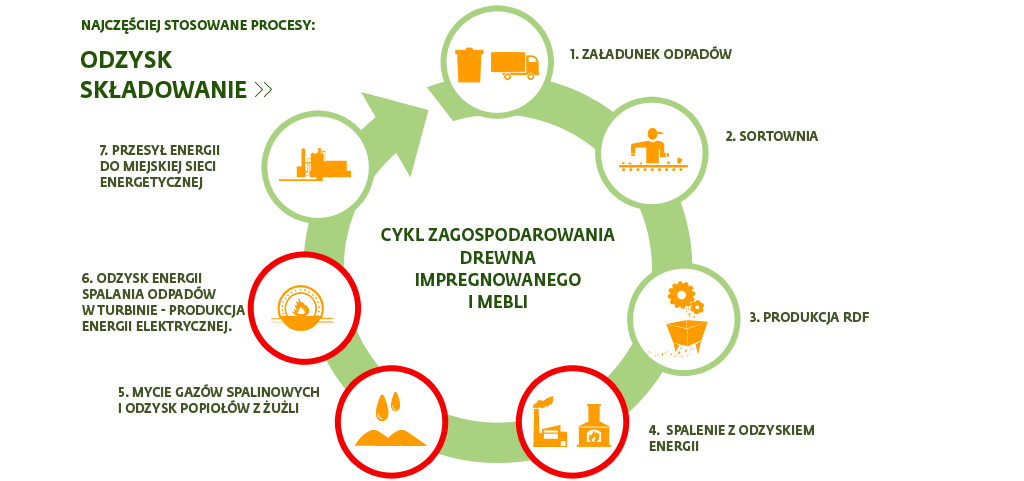 NAJCZĘŚCIEJ STOSOWANE PROCESY:
ODZYSK
SKŁADOWANIE
1. ZAŁADUNEK ODPADÓW
2. SORTOWNIA
3. PRODUKCJA RDF
4. SPALENIE Z ODZYSKIEM
ENERGII
5. MYCIE GAZÓW SPALINOWYCH
I ODZYSK POPIOŁÓW Z ŻUŻLI
6. ODZYSK ENERGII
SPALANIA ODPADÓW
W TURBINIE - PRODUKCJA
ENERGII ELEKTRYCZNEJ.
7. PRZESYŁ ENERGII
DO MIEJSKIEJ SIECI
ENERGETYCZNEJ
CYKL ZAGOSPODAROWANIA
DREWNA
IMPREGNOWANEGO
I MEBLI